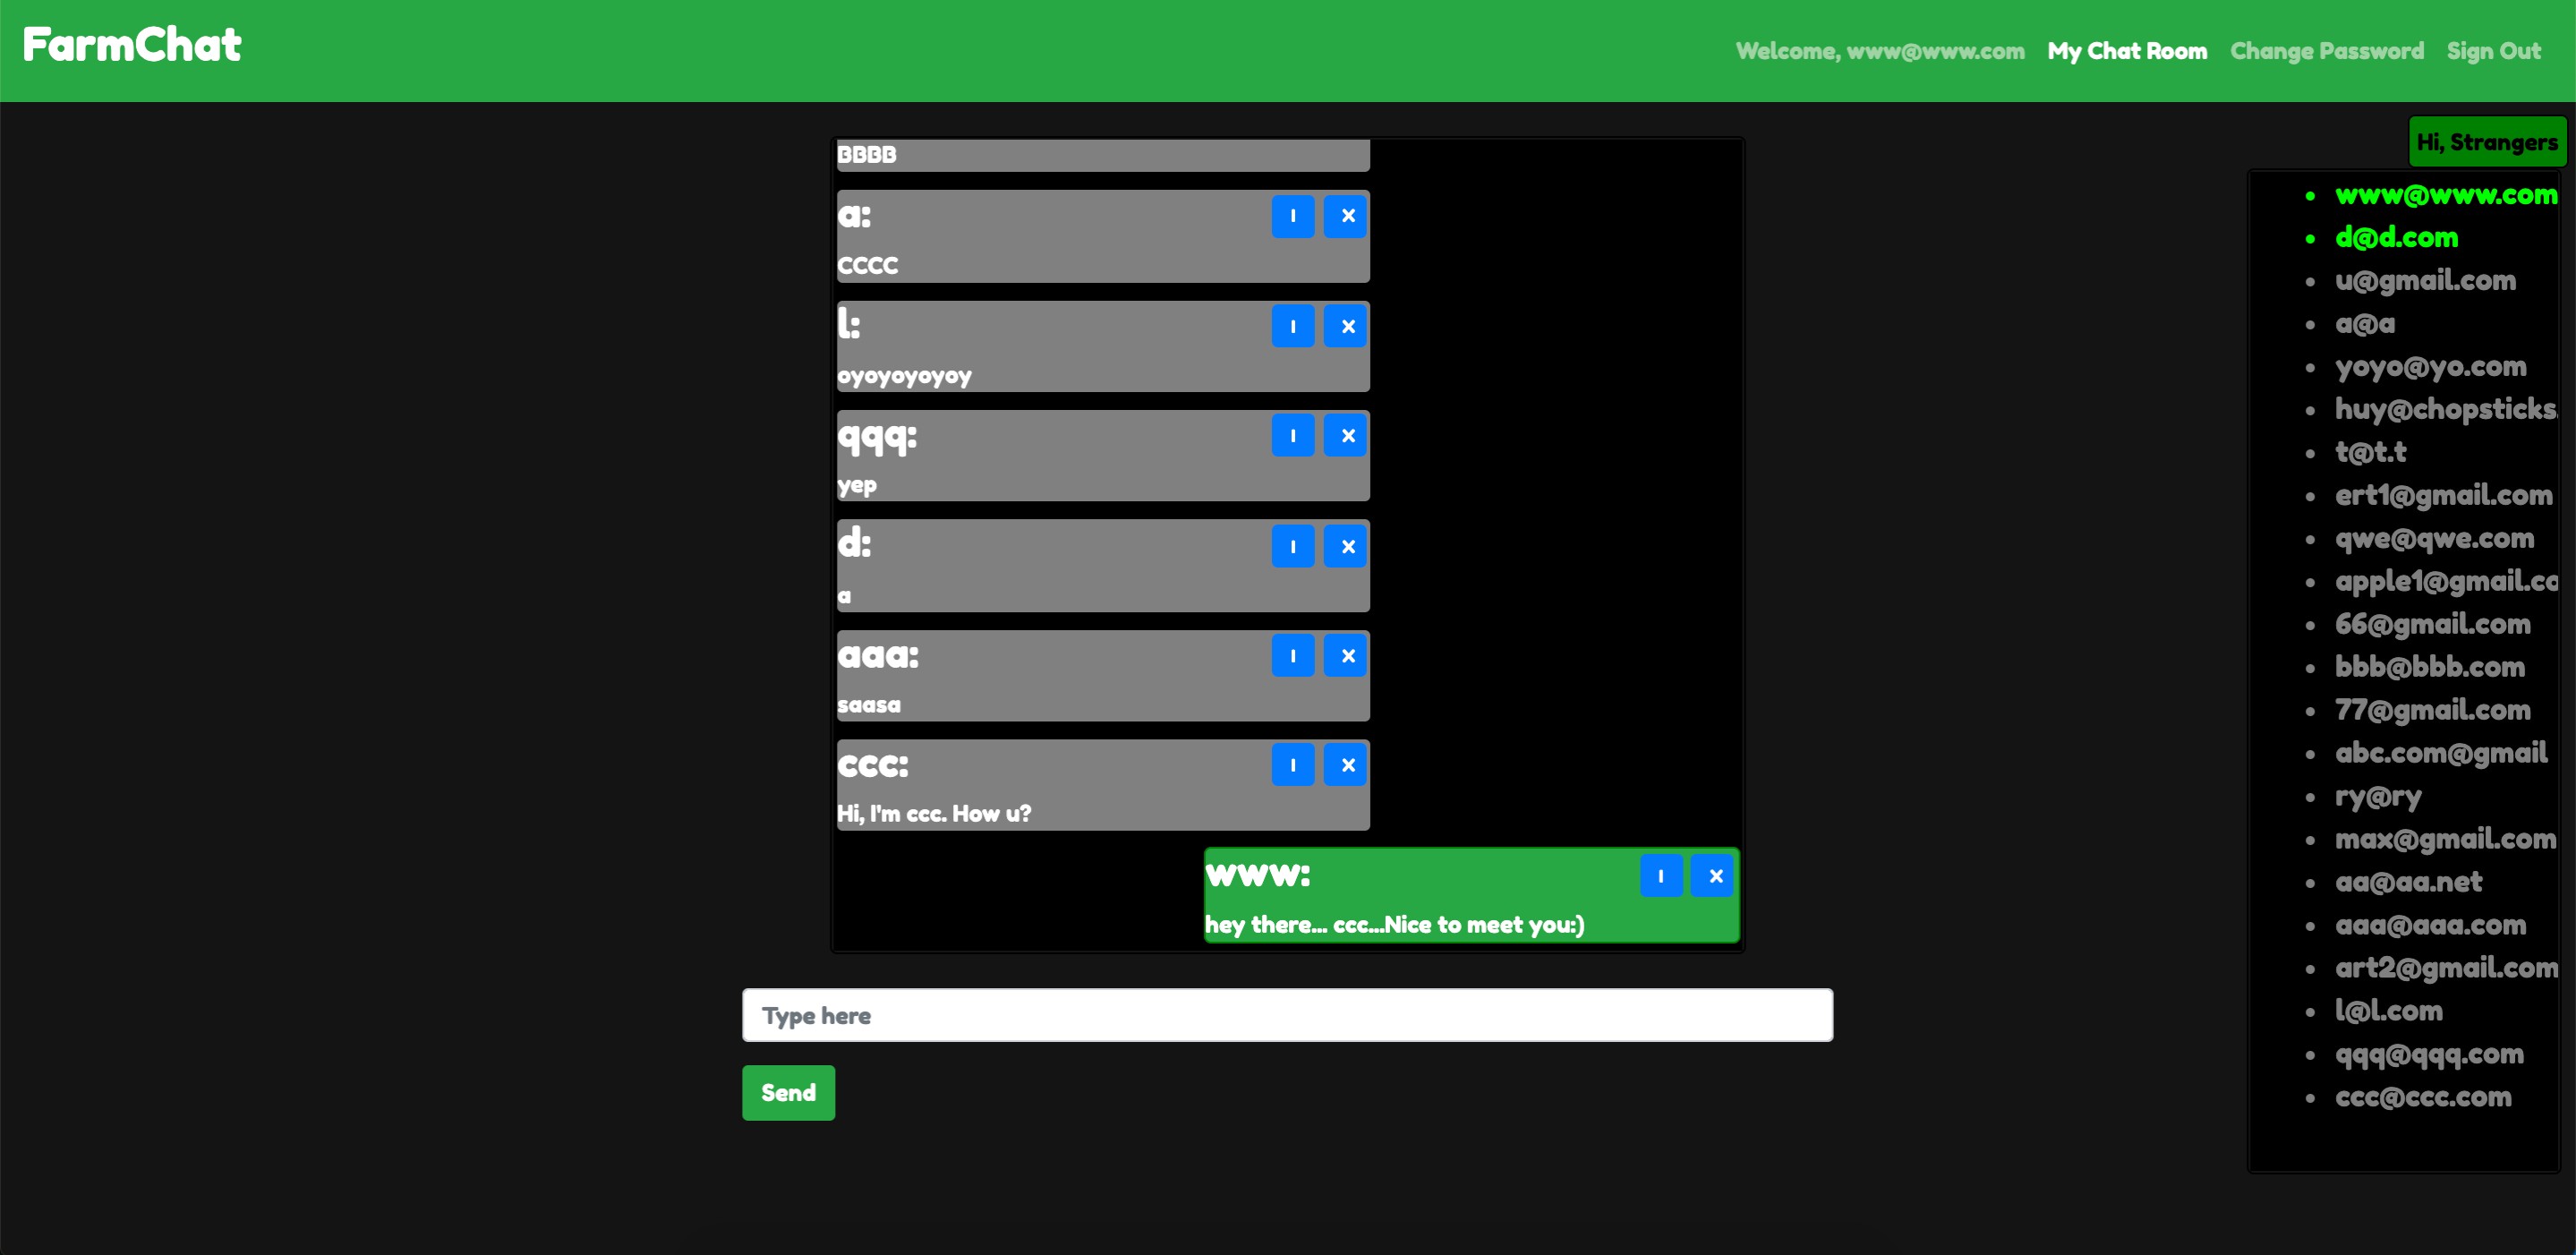 FarmChat
Welcome, www@www.com My Chat Room Change Password Sign Out
BBBB
a:
I X
CCCC
l:
I X
oyoyoyoyoy
qqq:
I X
yep
d:
I X
a
aaa:
I X
saasa
ccc:
I X
Hi, I'm ccc. How u?
www:
I X
hey there... ccc...Nice to meet you:)
Type here
Send
Hi, Strangers
www@www.com
d@d.com
u@gmail.com
a@a
yoyo@yo.com
huy@chopsticks.
t@t.t
ert1@gmail.com
qwe@qwe.com
apple1@gmail.co
66@gmail.com
bbb@bbb.com
77@gmail.com
abc.com@gmail
ry@ry
max@gmail.com
aa@aa.net
aaa@aaa.com
art2@gmail.com
l@l.com
qqq@qqq.com
ccc@ccc.com